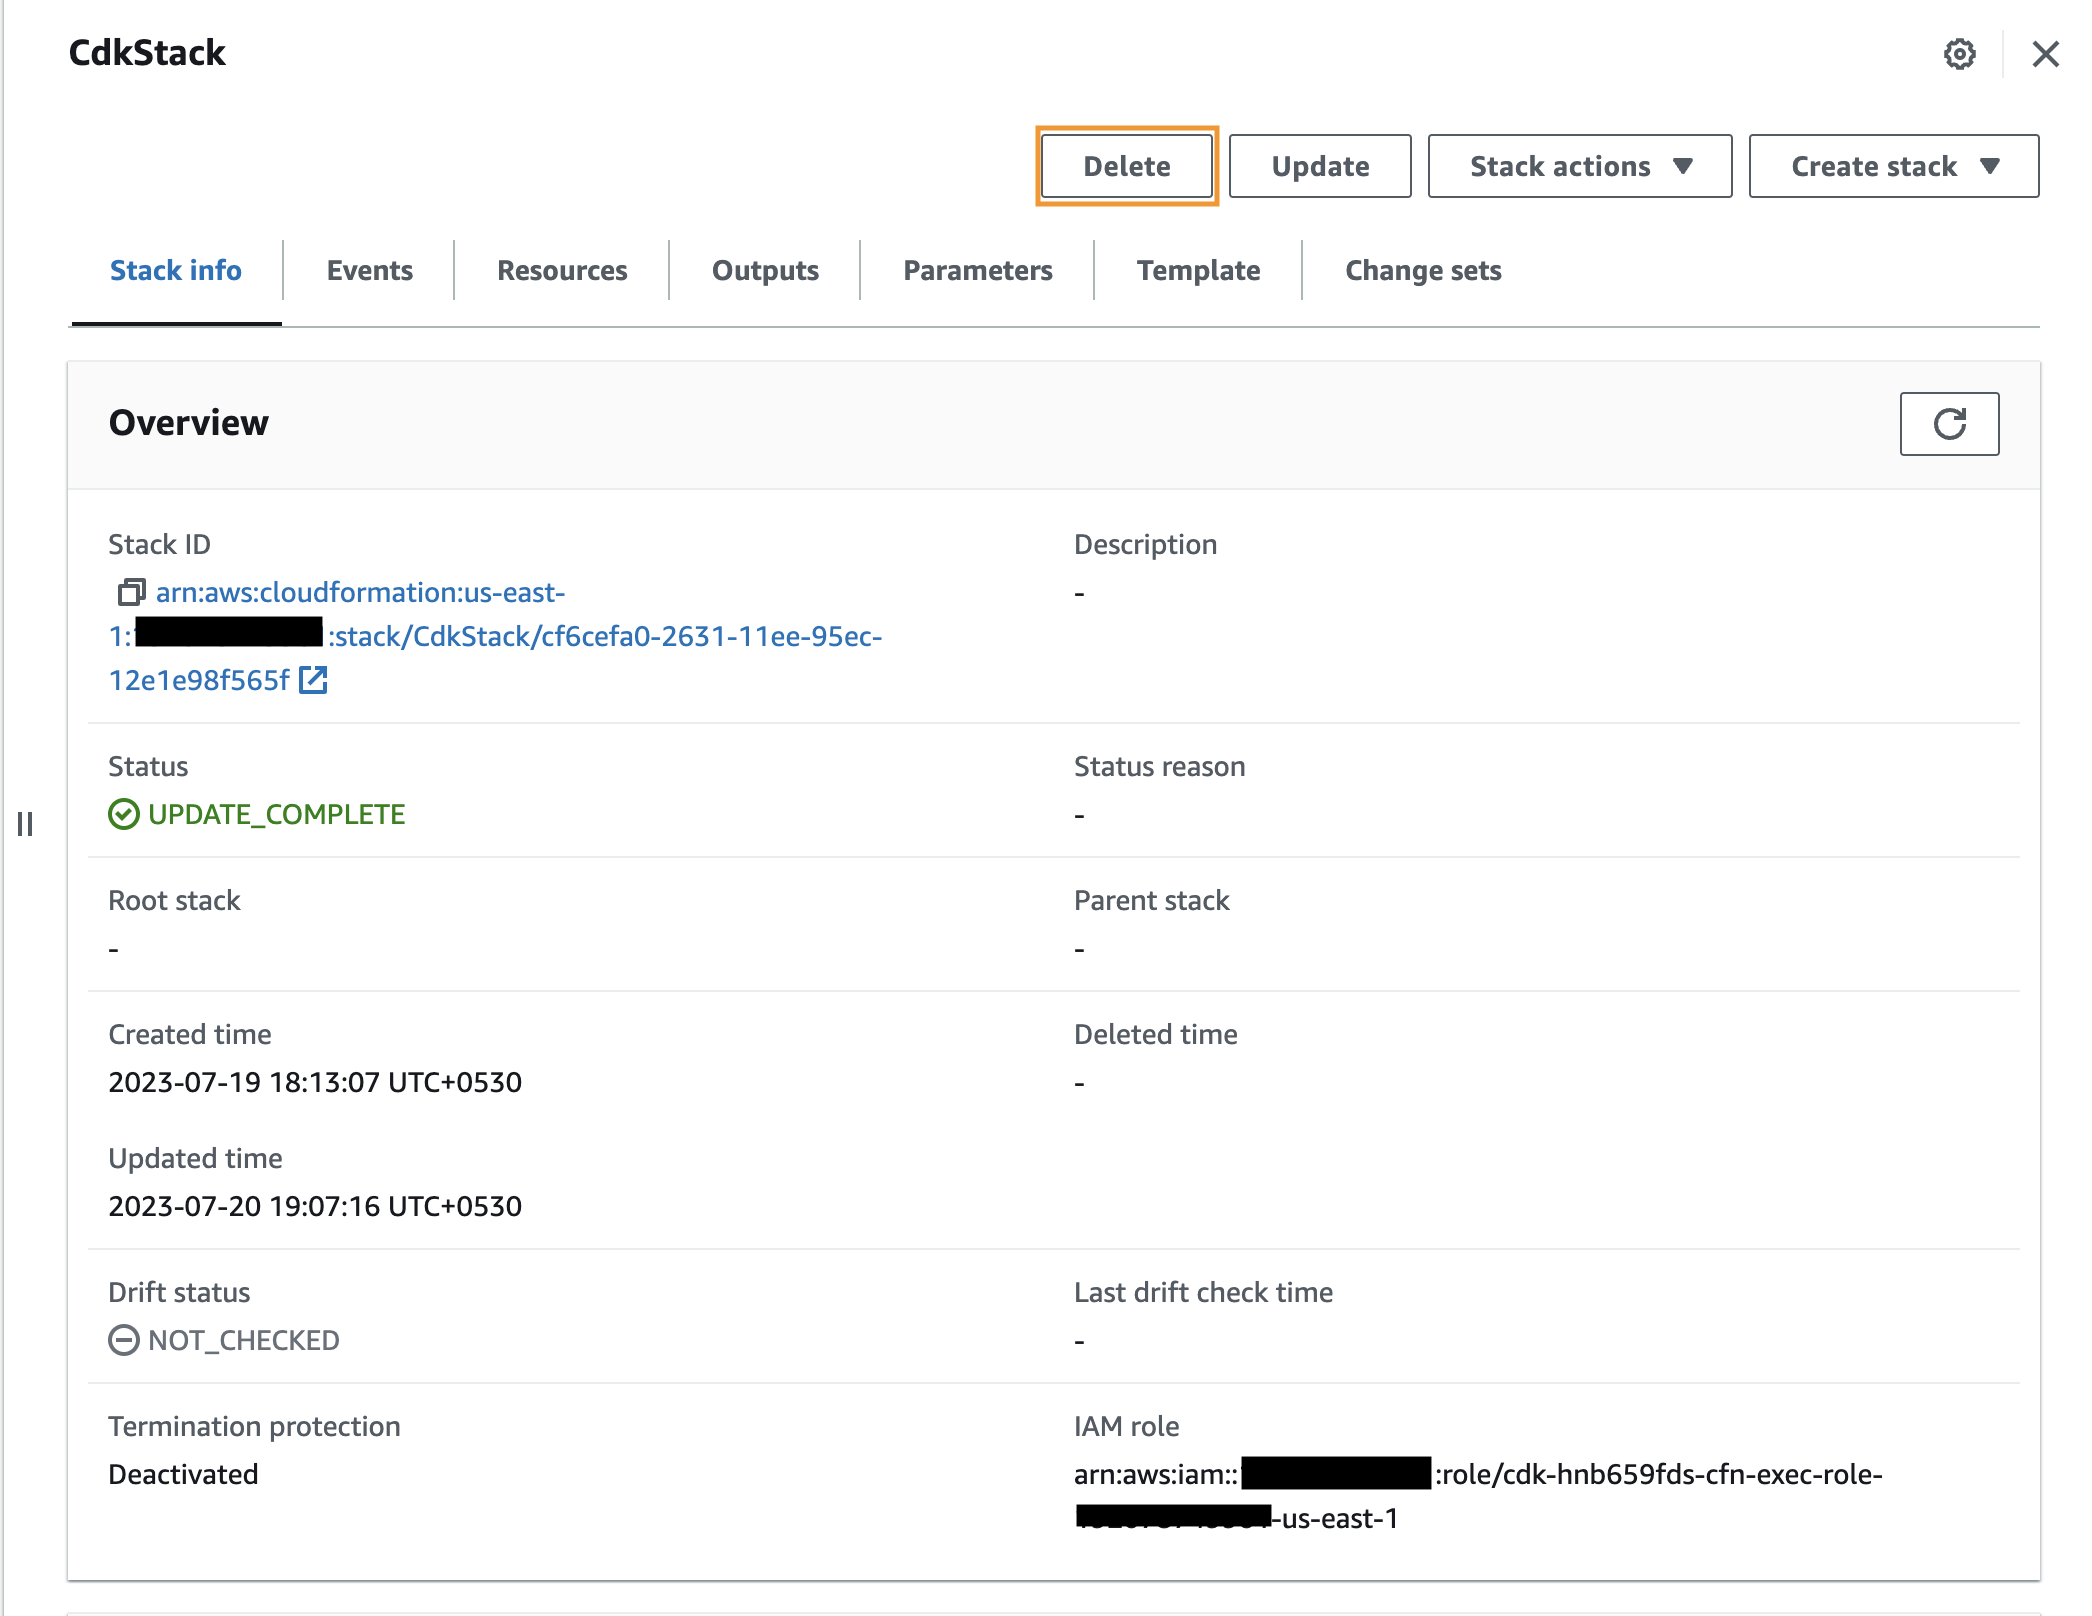 CdkStack
Delete
Update
Stack actions
Create stack
Stack info
Events
Resources
Outputs
Parameters
Template
Change sets
Overview
Stack ID
arn:aws:cloudformation:us-east-
1: :stack/CdkStack/cf6cefa0-2631-11ee-95ec-
12e1e98f565f
Description
-
Status
UPDATE_COMPLETE
Status reason
-
Root stack
-
Parent stack
-
Created time
2023-07-19 18:13:07 UTC+0530
Deleted time
-
Updated time
2023-07-20 19:07:16 UTC+0530
Drift status
NOT_CHECKED
Last drift check time
-
Termination protection
Deactivated
IAM role
arn:aws:iam:: :role/cdk-hnb659fds-cfn-exec-role-
-us-east-1